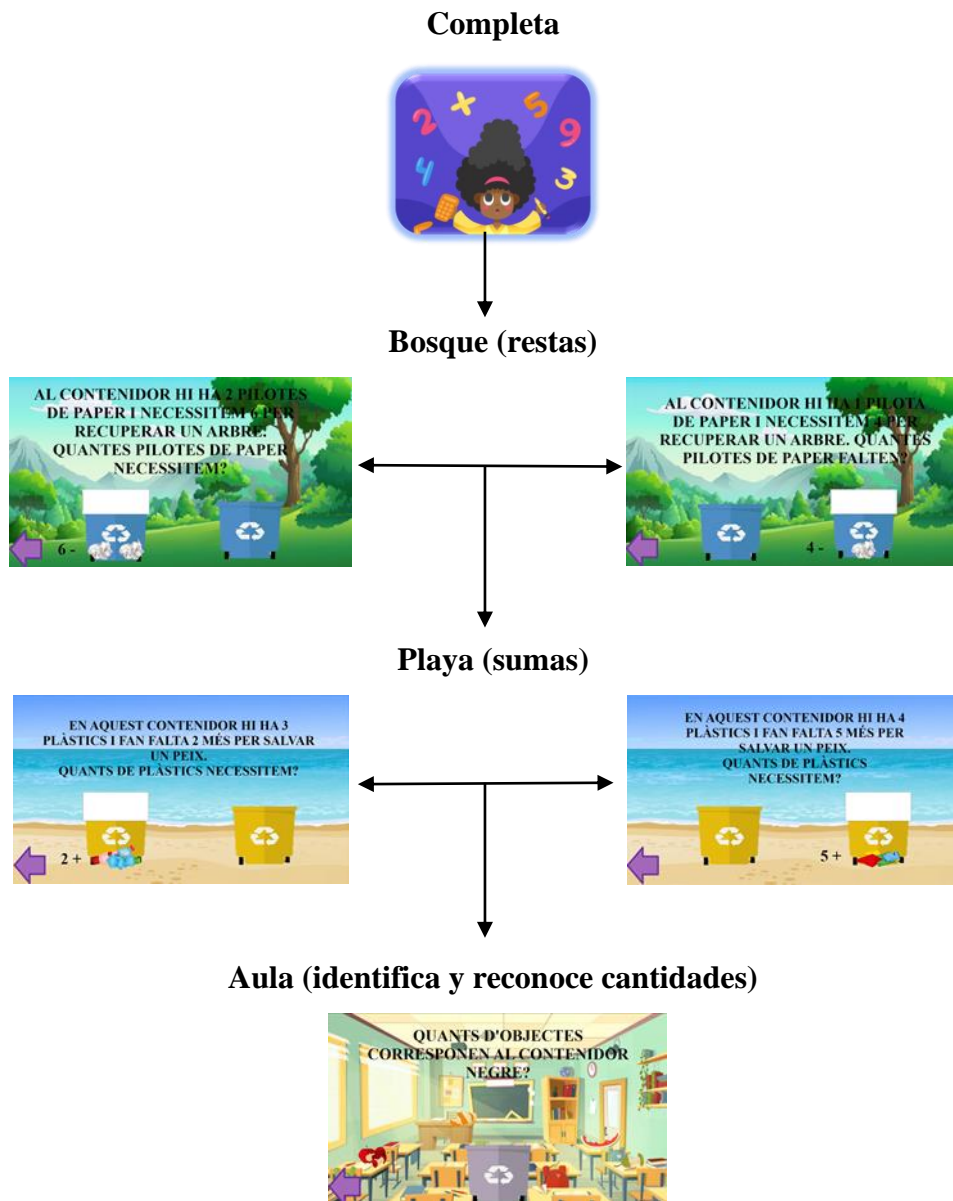 Completa
2
5
9
4
3
Bosque (restas)
AL CONTENIDOR HI HA 2 PILOTES
DE PAPER I NECESSITEM 6 PER
RECUPERAR UN ARBRE.
QUANTES PILOTES DE PAPER
NECESSITEM?
6 -
AL CONTENIDOR HI HA 1 PILOTA
DE PAPER I NECESSITEM 4 PER
RECUPERAR UN ARBRE. QUANTES
PILOTES DE PAPER FALTEN?
4 -
Playa (sumas)
EN AQUEST CONTENIDOR HI HA 3
PLÀSTICS I FAN FALTA 2 MÉS PER SALVAR
UN PEIX.
QUANTS DE PLÀSTICS NECESSITEM?
2 +
EN AQUEST CONTENIDOR HI HA 4
PLÀSTICS I FAN FALTA 5 MÉS PER
SALVAR UN PEIX.
QUANTS DE PLÀSTICS
NECESSITEM?
5 +
Aula (identifica y reconoce cantidades)
QUANTS D'OBJECTES
CORRESPONEN AL CONTENIDOR
NEGRE?